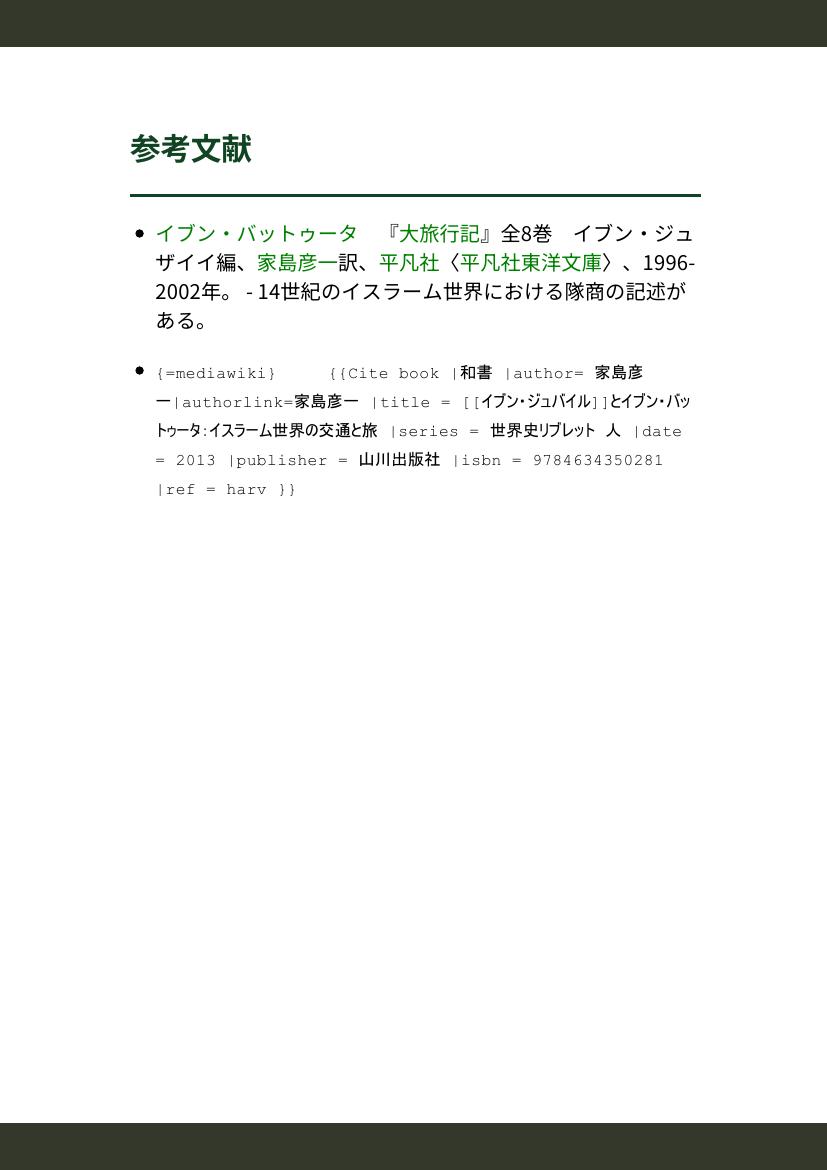 参考文献
イブン・バットゥータ　『大旅行記』全8巻　イブン・ジュ
ザイイ編、家島彦一訳、平凡社〈平凡社東洋文庫〉、1996-
2002年。 - 14世紀のイスラーム世界における隊商の記述が
ある。
{=mediawiki}     {{Cite book |和書 |author= 家島彦
一|authorlink=家島彦一 |title = [[イブン・ジュバイル]]とイブン・バッ
トゥータ:イスラーム世界の交通と旅 |series = 世界史リブレット 人 |date
= 2013 |publisher = 山川出版社 |isbn = 9784634350281
|ref = harv }}